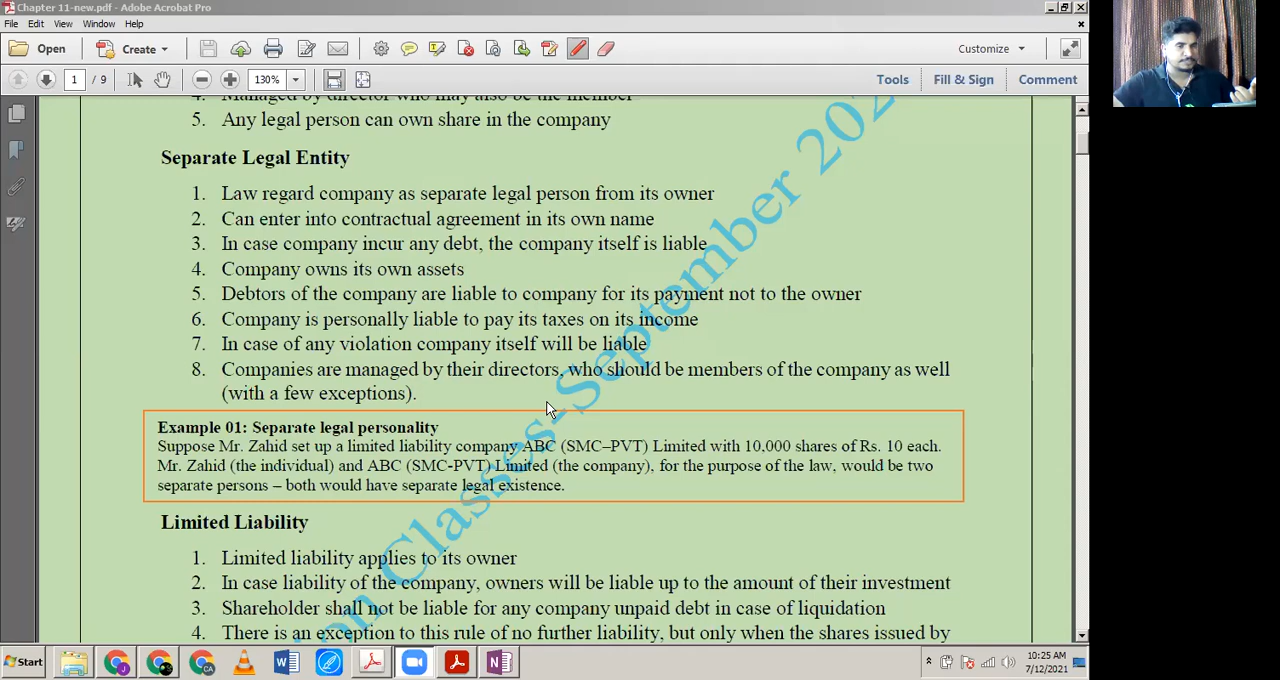 Chapter 11-new.pdf - Adobe Acrobat Pro
File Edit View Window Help
Open Create Customize
1 / 9 130% Tools Fill & Sign Comment
4. Managed by director who may also be the member
5. Any legal person can own share in the company
Separate Legal Entity
1. Law regard company as separate legal person from its owner
2. Can enter into contractual agreement in its own name
3. In case company incur any debt, the company itself is liable
4. Company owns its own assets
5. Debtors of the company are liable to company for its payment not to the owner
6. Company is personally liable to pay its taxes on its income
7. In case of any violation company itself will be liable
8. Companies are managed by their directors, who should be members of the company as well
(with a few exceptions).
Example 01: Separate legal personality
Suppose Mr. Zahid set up a limited liability company ABC (SMC–PVT) Limited with 10,000 shares of Rs. 10 each.
Mr. Zahid (the individual) and ABC (SMC-PVT) Limited (the company), for the purpose of the law, would be two
separate persons – both would have separate legal existence.
Limited Liability
1. Limited liability applies to its owner
2. In case liability of the company, owners will be liable up to the amount of their investment
3. Shareholder shall not be liable for any company unpaid debt in case of liquidation
4. There is an exception to this rule of no further liability, but only when the shares issued by
Classes-September 202
Start
10:25 AM
7/12/2021